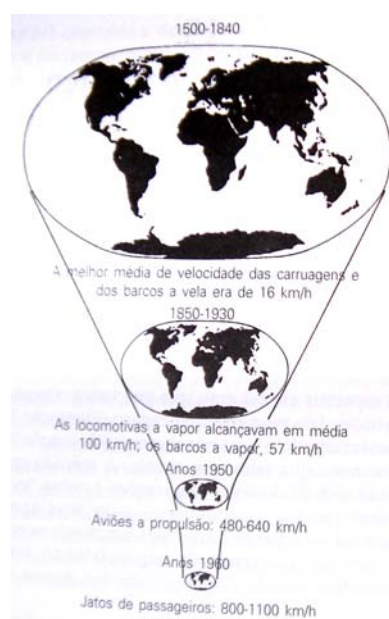 1500-1840
A melhor média de velocidade das carruagens e
dos barcos a vela era de 16 km/h
1850-1930
As locomotivas a vapor alcançavam em média
100 km/h; os barcos a vapor, 57 km/h
Anos 1950
Aviões a propulsão: 480-640 km/h
Anos 1960
Jatos de passageiros: 800-1100 km/h